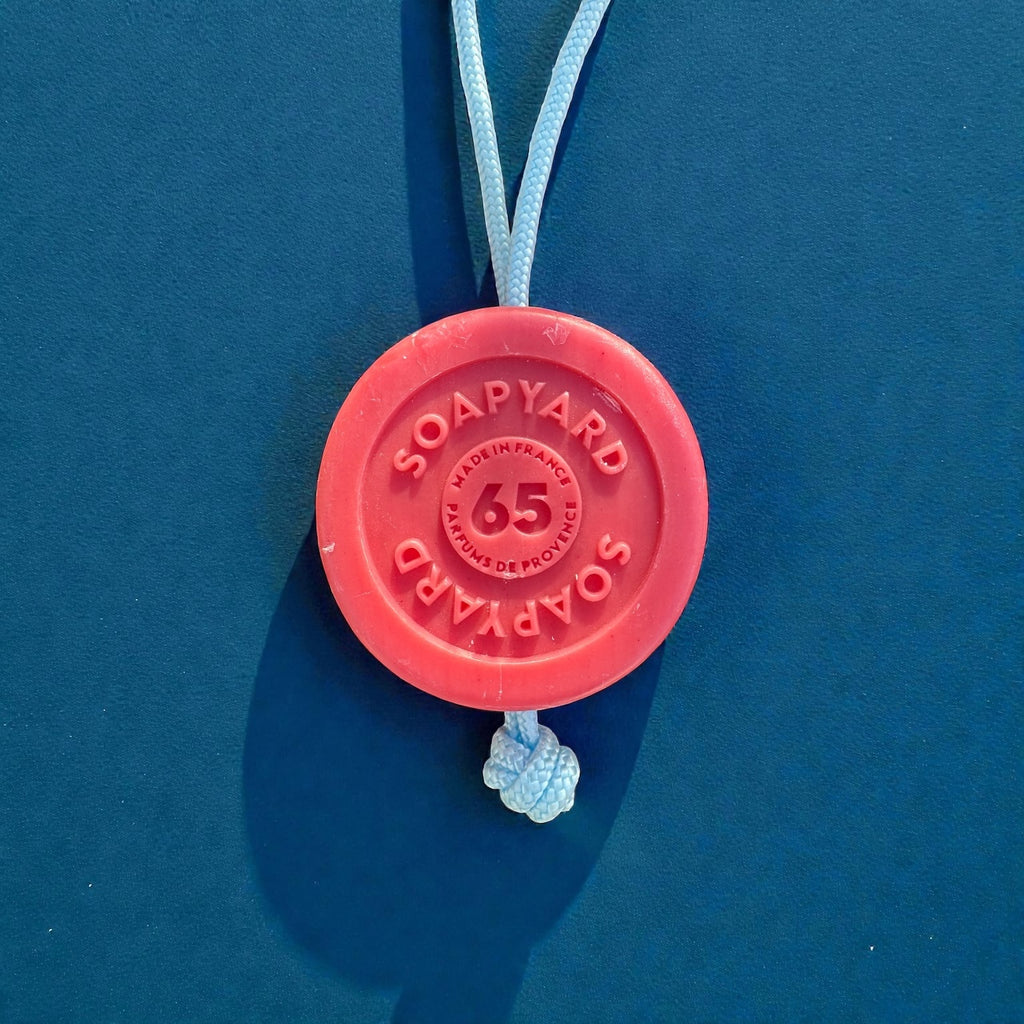 SOAPYARD
MADE IN FRANCE
65
PARFUMS DE PROVENCE
SOAPYARD